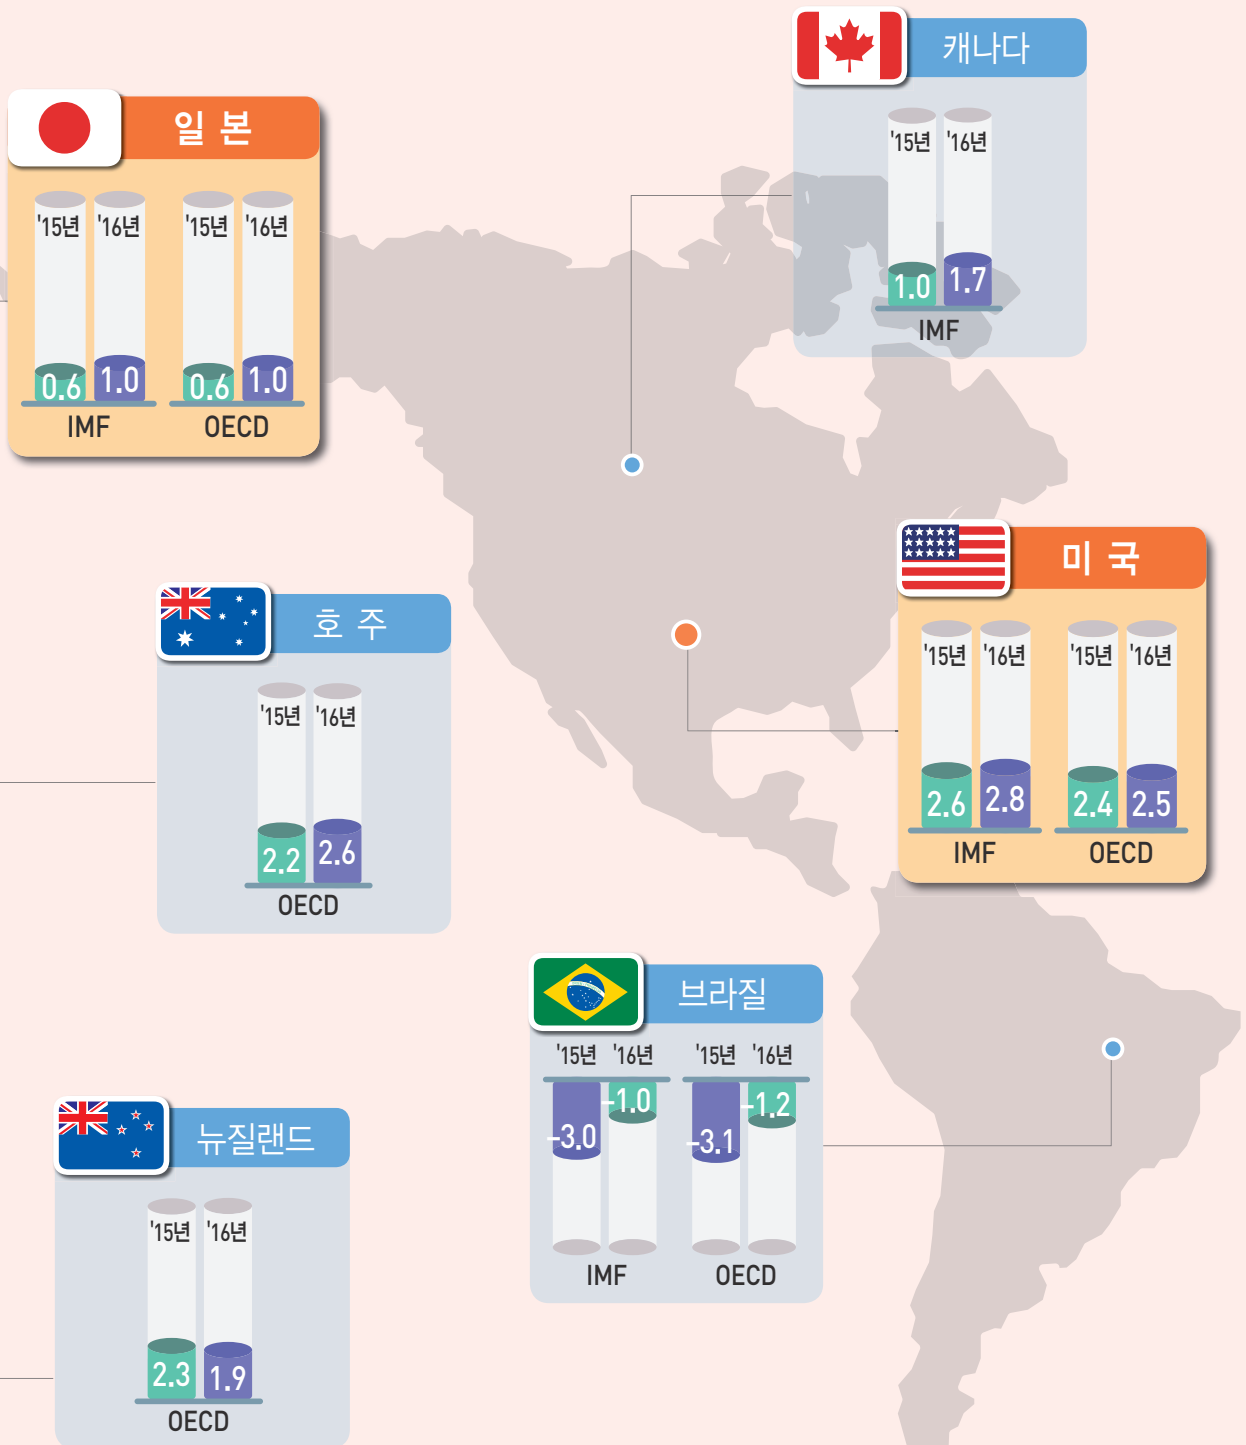 캐나다
'15년 '16년
1.0 1.7
IMF
일 본
'15년 '16년 '15년 '16년
0.6 1.0 0.6 1.0
IMF OECD
미 국
'15년 '16년 '15년 '16년
2.6 2.8 2.4 2.5
IMF OECD
호 주
'15년 '16년
2.2 2.6
OECD
브라질
'15년 '16년 '15년 '16년
-3.0 -1.0 -3.1 -1.2
IMF OECD
뉴질랜드
'15년 '16년
2.3 1.9
OECD